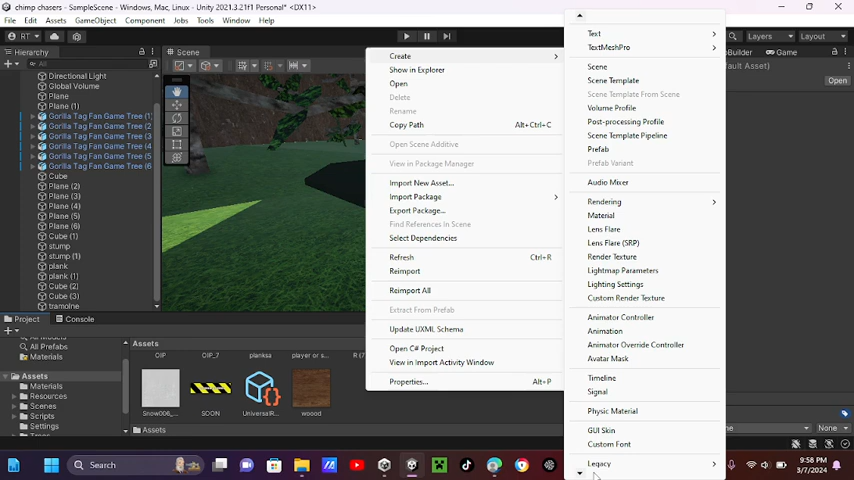 chimp chasers - SampleScene - Windows, Mac, Linux - Unity 2021.3.21f1 Personal* <DX11>
File Edit Assets GameObject Component Jobs Tools Window Help
RT
Layers Layout
Hierarchy
Scene
Game
All
Open
Directional Light
Global Volume
Plane
Plane (1)
Gorilla Tag Fan Game Tree (1)
Gorilla Tag Fan Game Tree (2
Gorilla Tag Fan Game Tree (3
Gorilla Tag Fan Game Tree (4
Gorilla Tag Fan Game Tree (5
Gorilla Tag Fan Game Tree (6
Cube
Plane (2)
Plane (3)
Plane (4)
Plane (5)
Plane (6)
Cube (1)
stump
stump (1)
plank
plank (1)
Cube (2)
Cube (3)
tramolne
Create
Show in Explorer
Open
Delete
Rename
Copy Path Alt+Ctrl+C
Open Scene Additive
View in Package Manager
Import New Asset...
Import Package
Export Package...
Find References In Scene
Select Dependencies
Refresh Ctrl+R
Reimport
Reimport All
Extract From Prefab
Update UXML Schema
Open C# Project
View in Import Activity Window
Properties... Alt+P
Text
TextMeshPro
Scene
Scene Template
Scene Template From Scene
Volume Profile
Post-processing Profile
Scene Template Pipeline
Prefab
Prefab Variant
Audio Mixer
Rendering
Material
Lens Flare
Lens Flare (SRP)
Render Texture
Lightmap Parameters
Lighting Settings
Custom Render Texture
Animator Controller
Animation
Animator Override Controller
Avatar Mask
Timeline
Signal
Physic Material
GUI Skin
Custom Font
Legacy
Project Console
All Prefabs
Materials
Assets
Materials
Resources
Scenes
Scripts
Settings
Assets
OIP OIP_7 planksa player or s...
Snow006_... SOON UniversalR... woood
Assets
None
Search
9:58 PM
3/7/2024